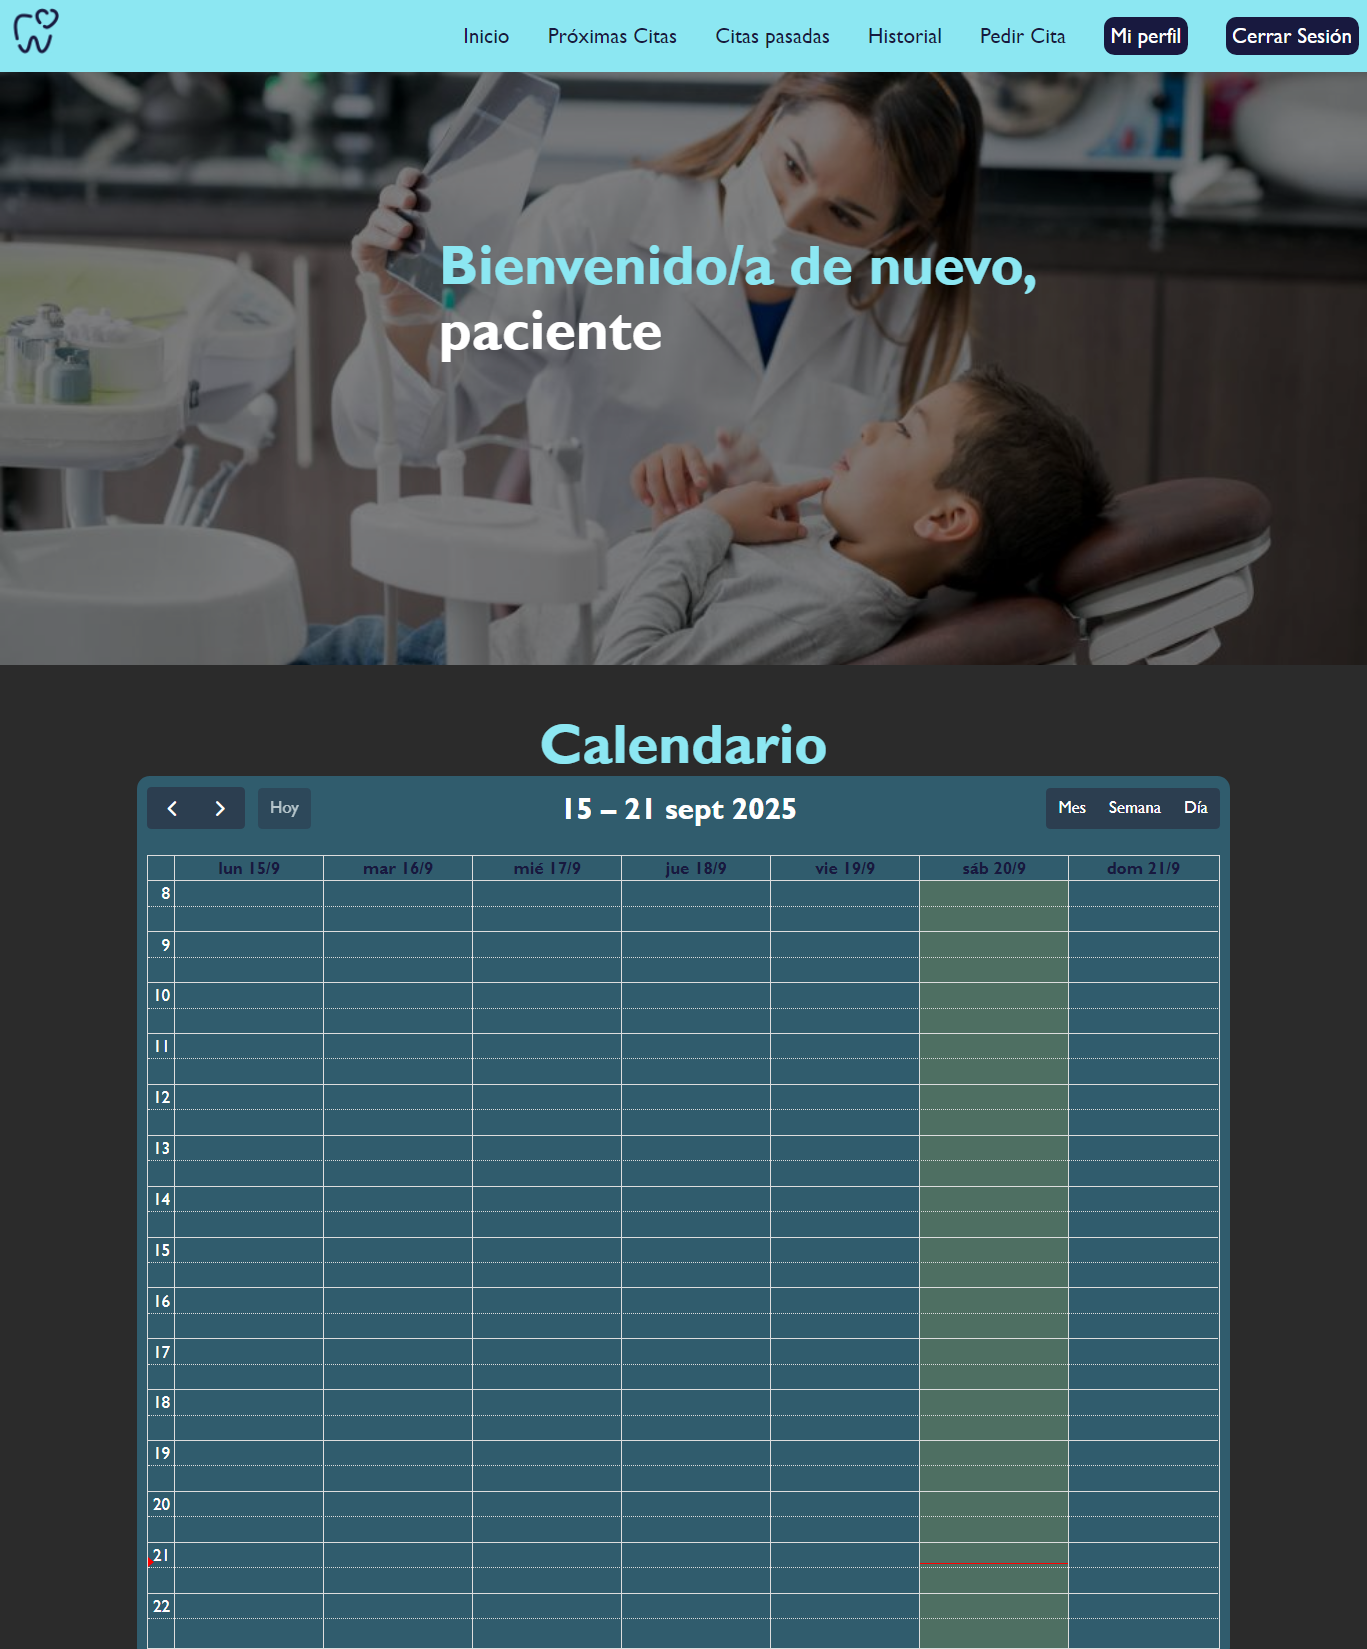 Inicio Próximas Citas Citas pasadas Historial Pedir Cita Mi perfil Cerrar Sesión
Bienvenido/a de nuevo,
paciente
Calendario
Hoy 15 – 21 sept 2025 Mes Semana Día
lun 15/9 mar 16/9 mié 17/9 jue 18/9 vie 19/9 sáb 20/9 dom 21/9
8
9
10
11
12
13
14
15
16
17
18
19
20
21
22